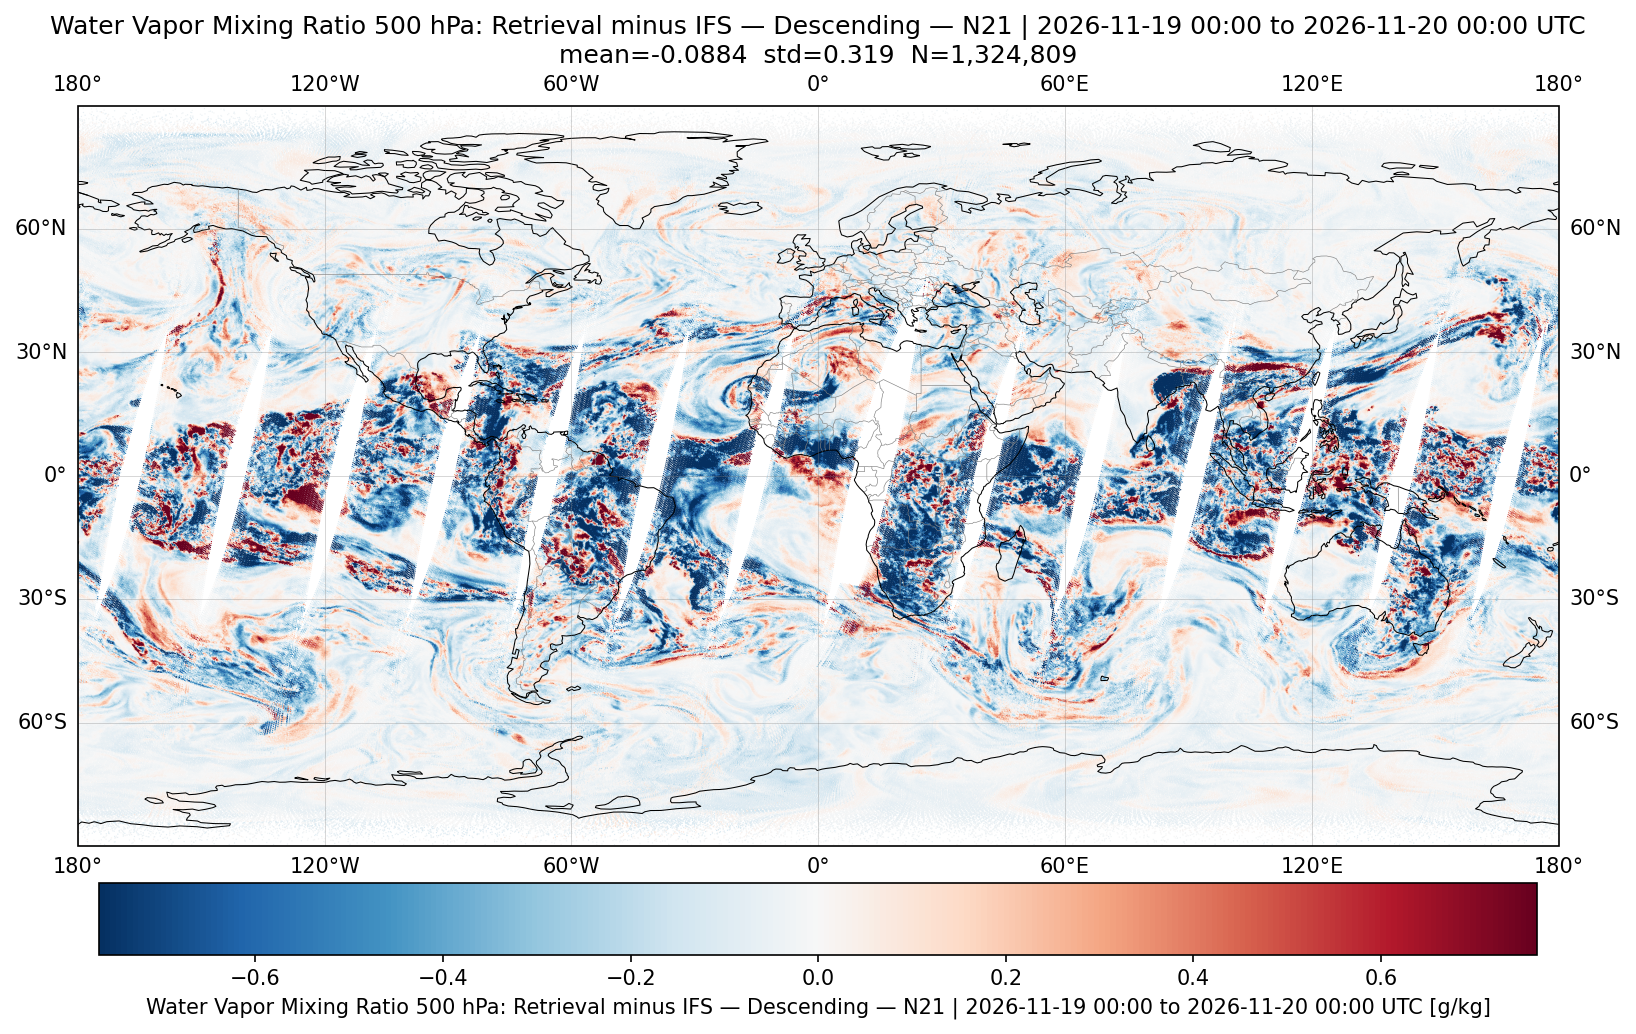 Water Vapor Mixing Ratio 500 hPa: Retrieval minus IFS — Descending — N21 | 2026-11-19 00:00 to 2026-11-20 00:00 UTC
mean=-0.0884  std=0.319  N=1,324,809
180° 120°W 60°W 0° 60°E 120°E 180°
60°N 60°N
30°N 30°N
0° 0°
30°S 30°S
60°S 60°S
180° 120°W 60°W 0° 60°E 120°E 180°
−0.6 −0.4 −0.2 0.0 0.2 0.4 0.6
Water Vapor Mixing Ratio 500 hPa: Retrieval minus IFS — Descending — N21 | 2026-11-19 00:00 to 2026-11-20 00:00 UTC [g/kg]